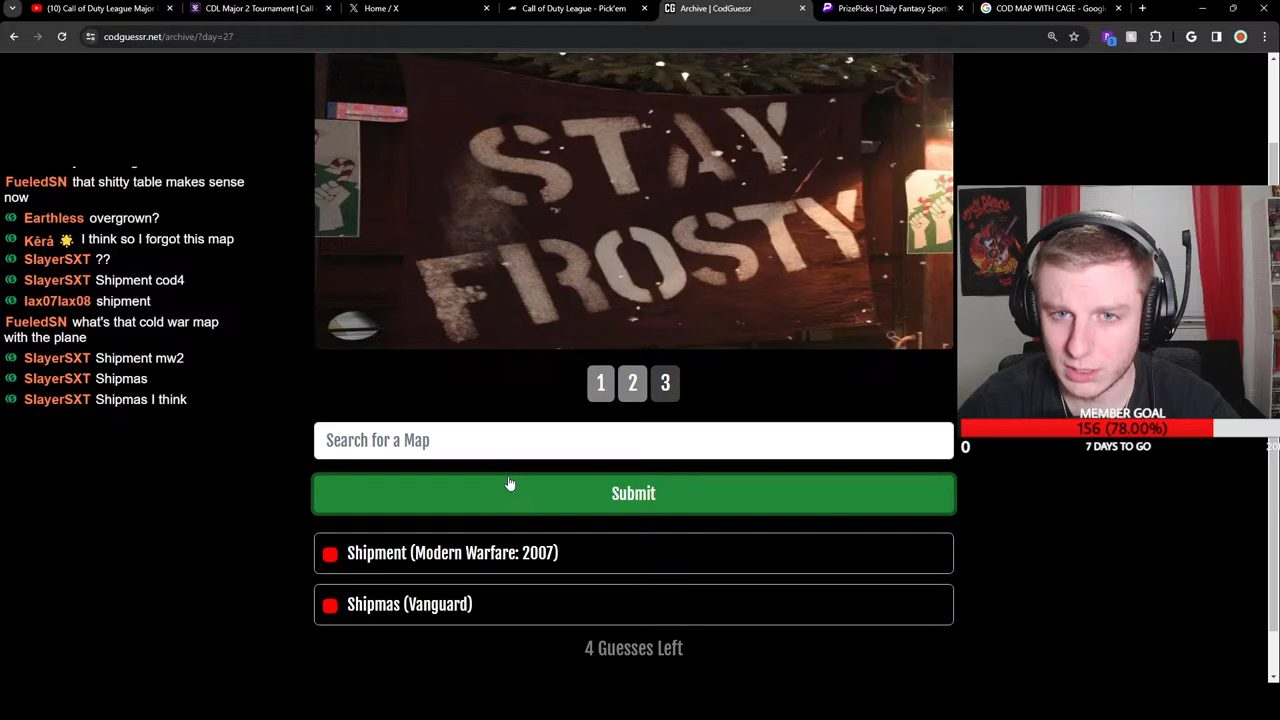 (10) Call of Duty League Major
CDL Major 2 Tournament | Call
Home / X
Call of Duty League - Pick'em
CG Archive | CodGuessr
PrizePicks | Daily Fantasy Sports
COD MAP WITH CAGE - Google
codguessr.net/archive/?day=27
STAY
FROSTY
FueledSN that shitty table makes sense
now
Earthless overgrown?
Kêrå I think so I forgot this map
SlayerSXT ??
SlayerSXT Shipment cod4
lax07lax08 shipment
FueledSN what's that cold war map
with the plane
SlayerSXT Shipment mw2
SlayerSXT Shipmas
SlayerSXT Shipmas I think
1 2 3
Search for a Map
Submit
Shipment (Modern Warfare: 2007)
Shipmas (Vanguard)
4 Guesses Left
MEMBER GOAL
156 (78.00%)
0
7 DAYS TO GO